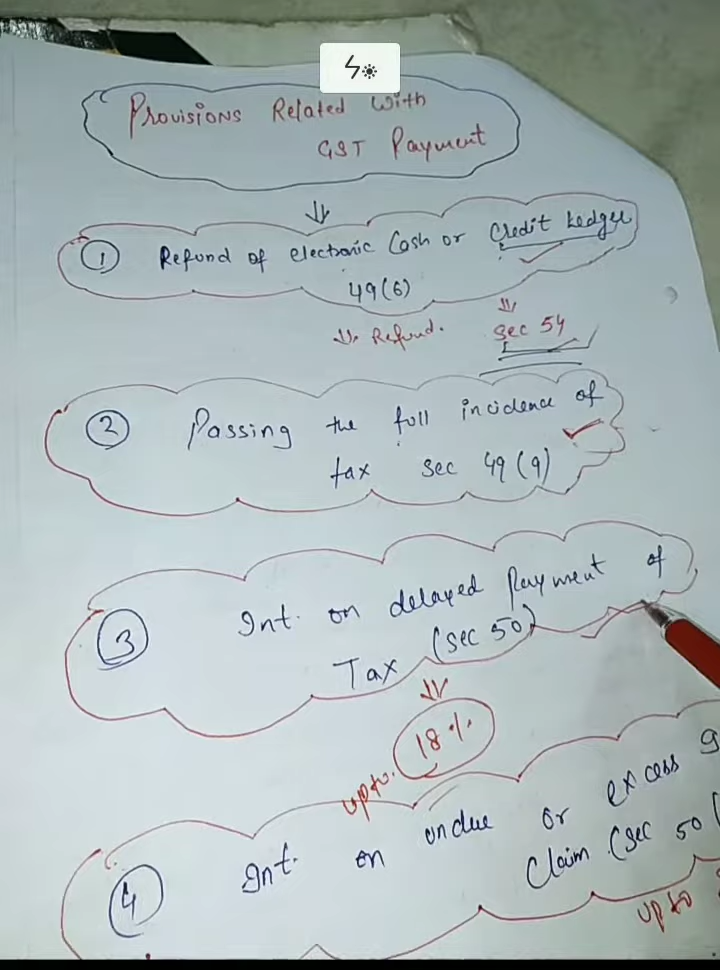 Provisions Related With
GST Payment
① Refund of electronic Cash or Credit Ledger
49(6)
Refund.
Sec 54
② Passing the full incidence of
tax Sec 49(9)
③ Int. on delayed Payment of
Tax (Sec 50)
upto. 18%
④ Int. on undue or excess
Claim (Sec 50(
upto